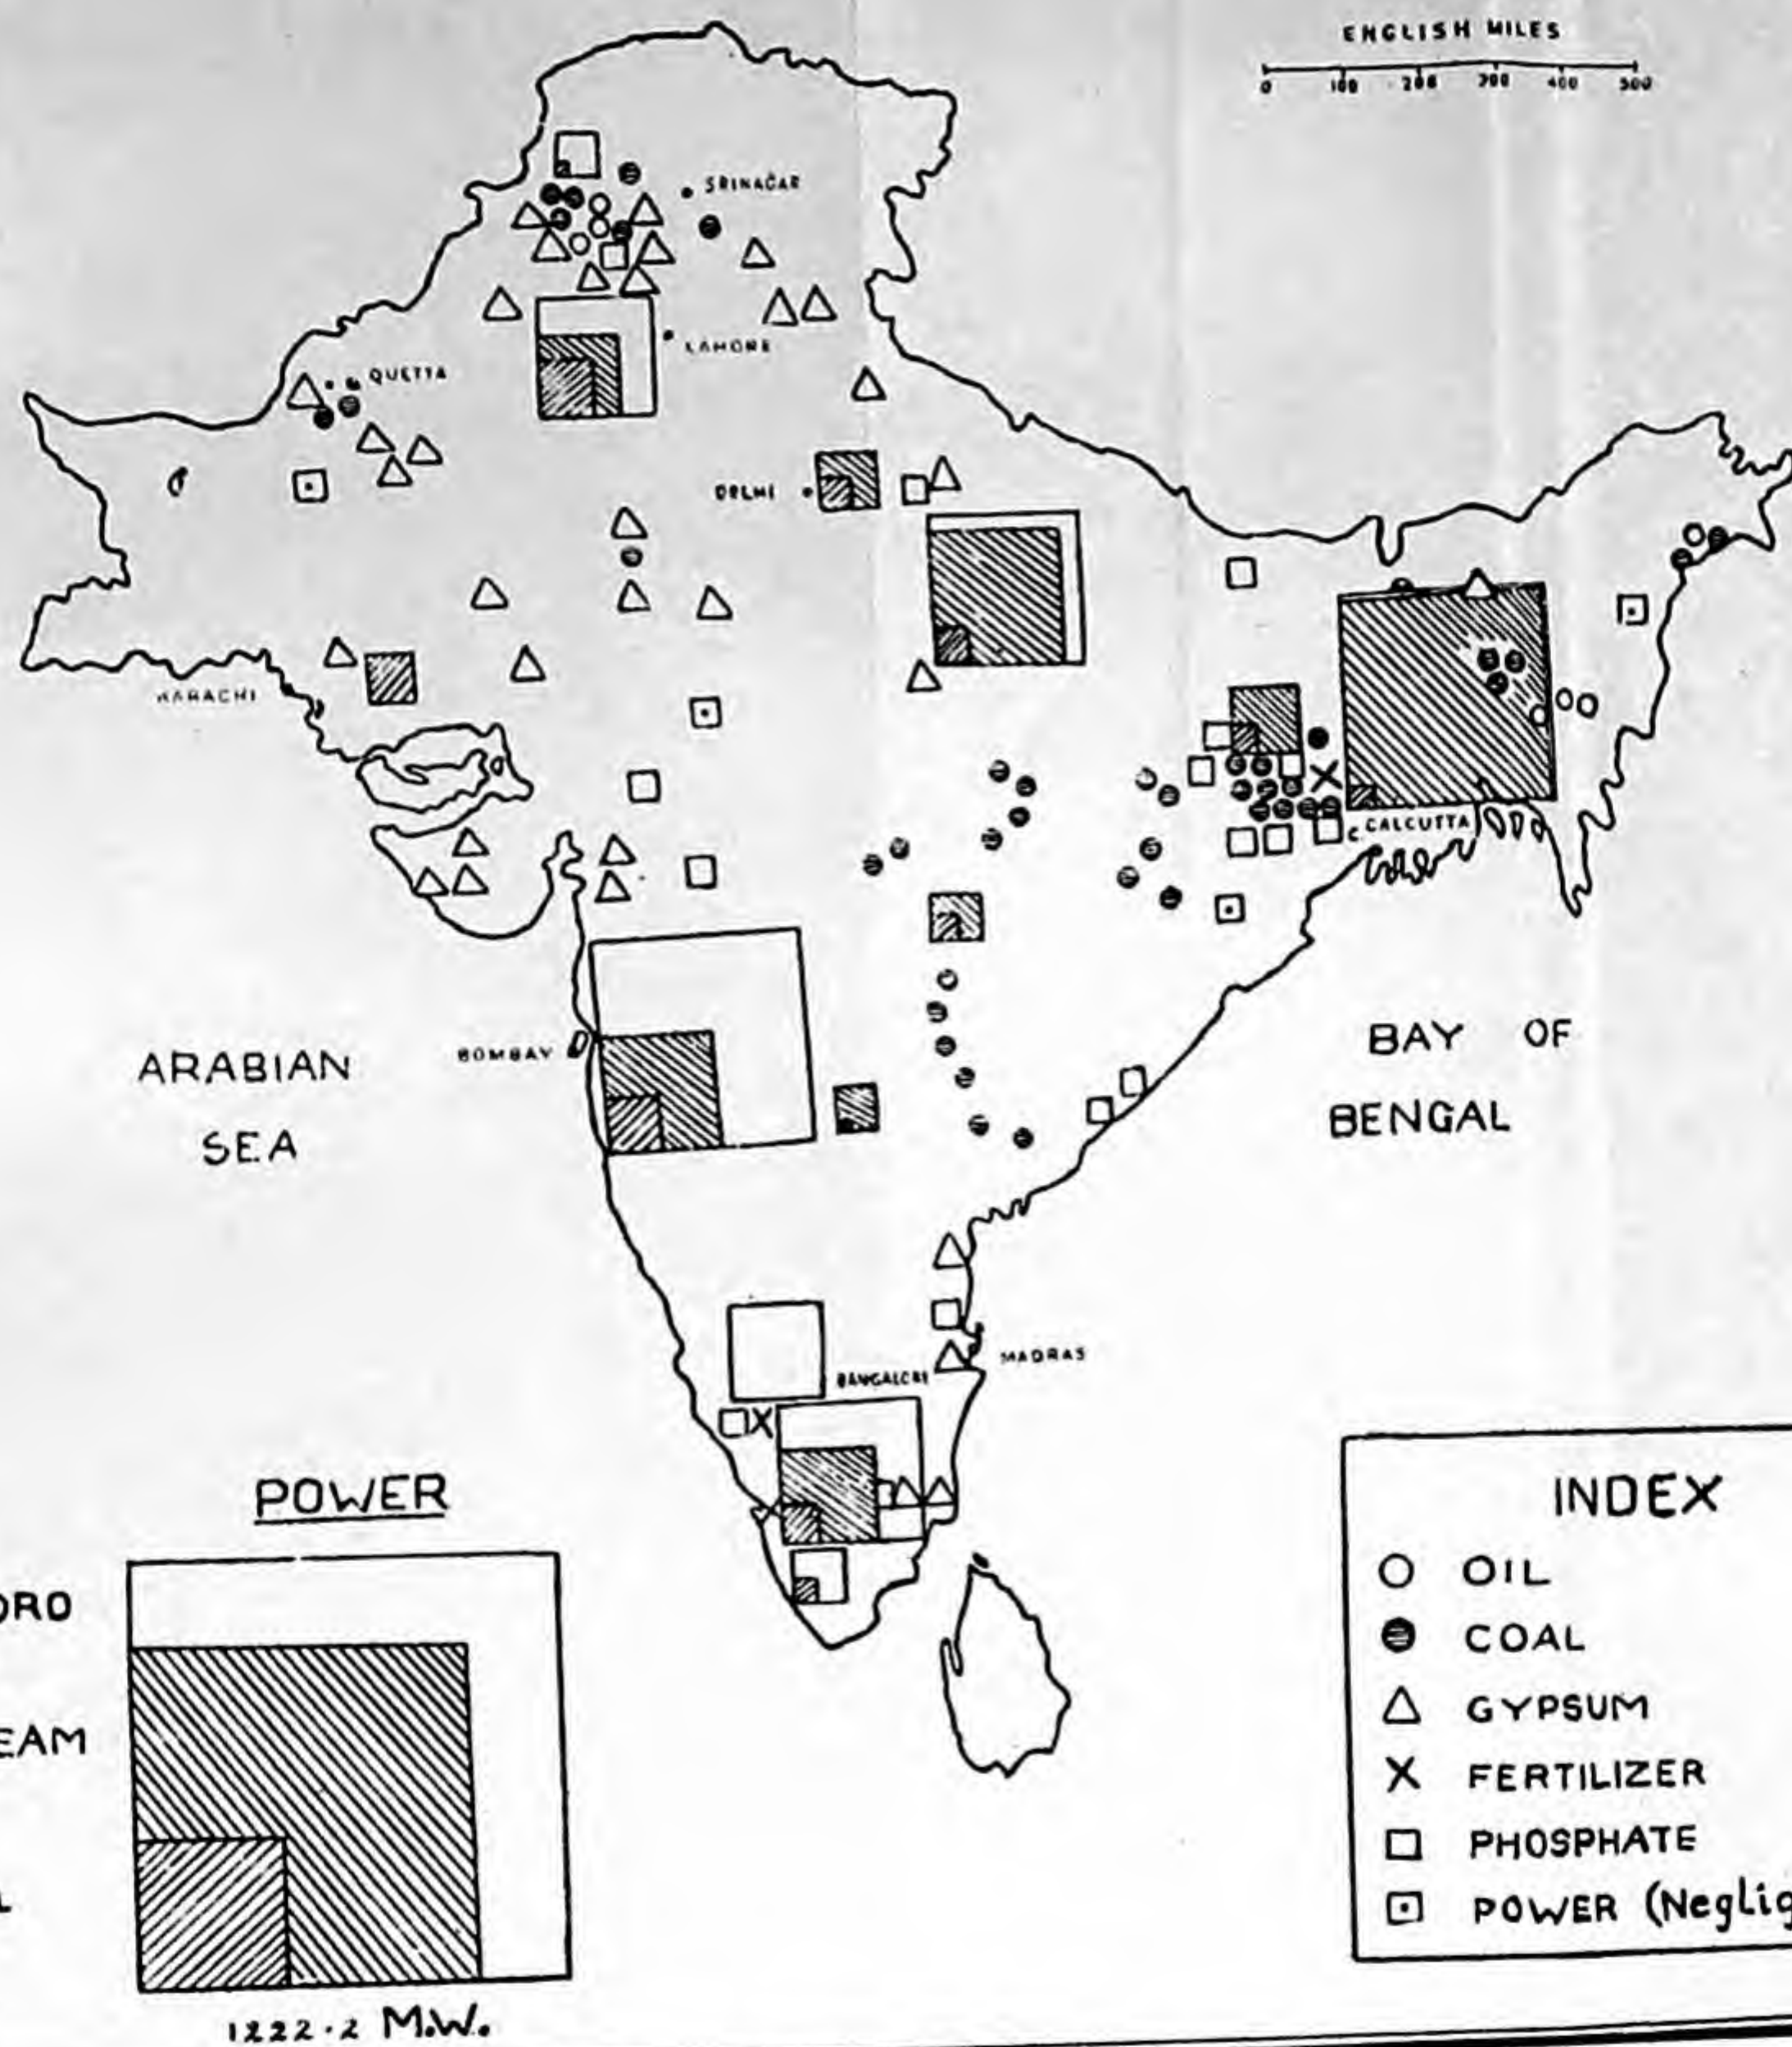 ENGLISH MILES
0 100 200 300 400 500
SRINAGAR
LAHORE
QUETTA
DELHI
KARACHI
CALCUTTA
ARABIAN
SEA
BOMBAY
BAY OF
BENGAL
MADRAS
BANGALORE
POWER
DRO
EAM
L
1222.2 M.W.
INDEX
OIL
COAL
GYPSUM
FERTILIZER
PHOSPHATE
POWER (Neglig